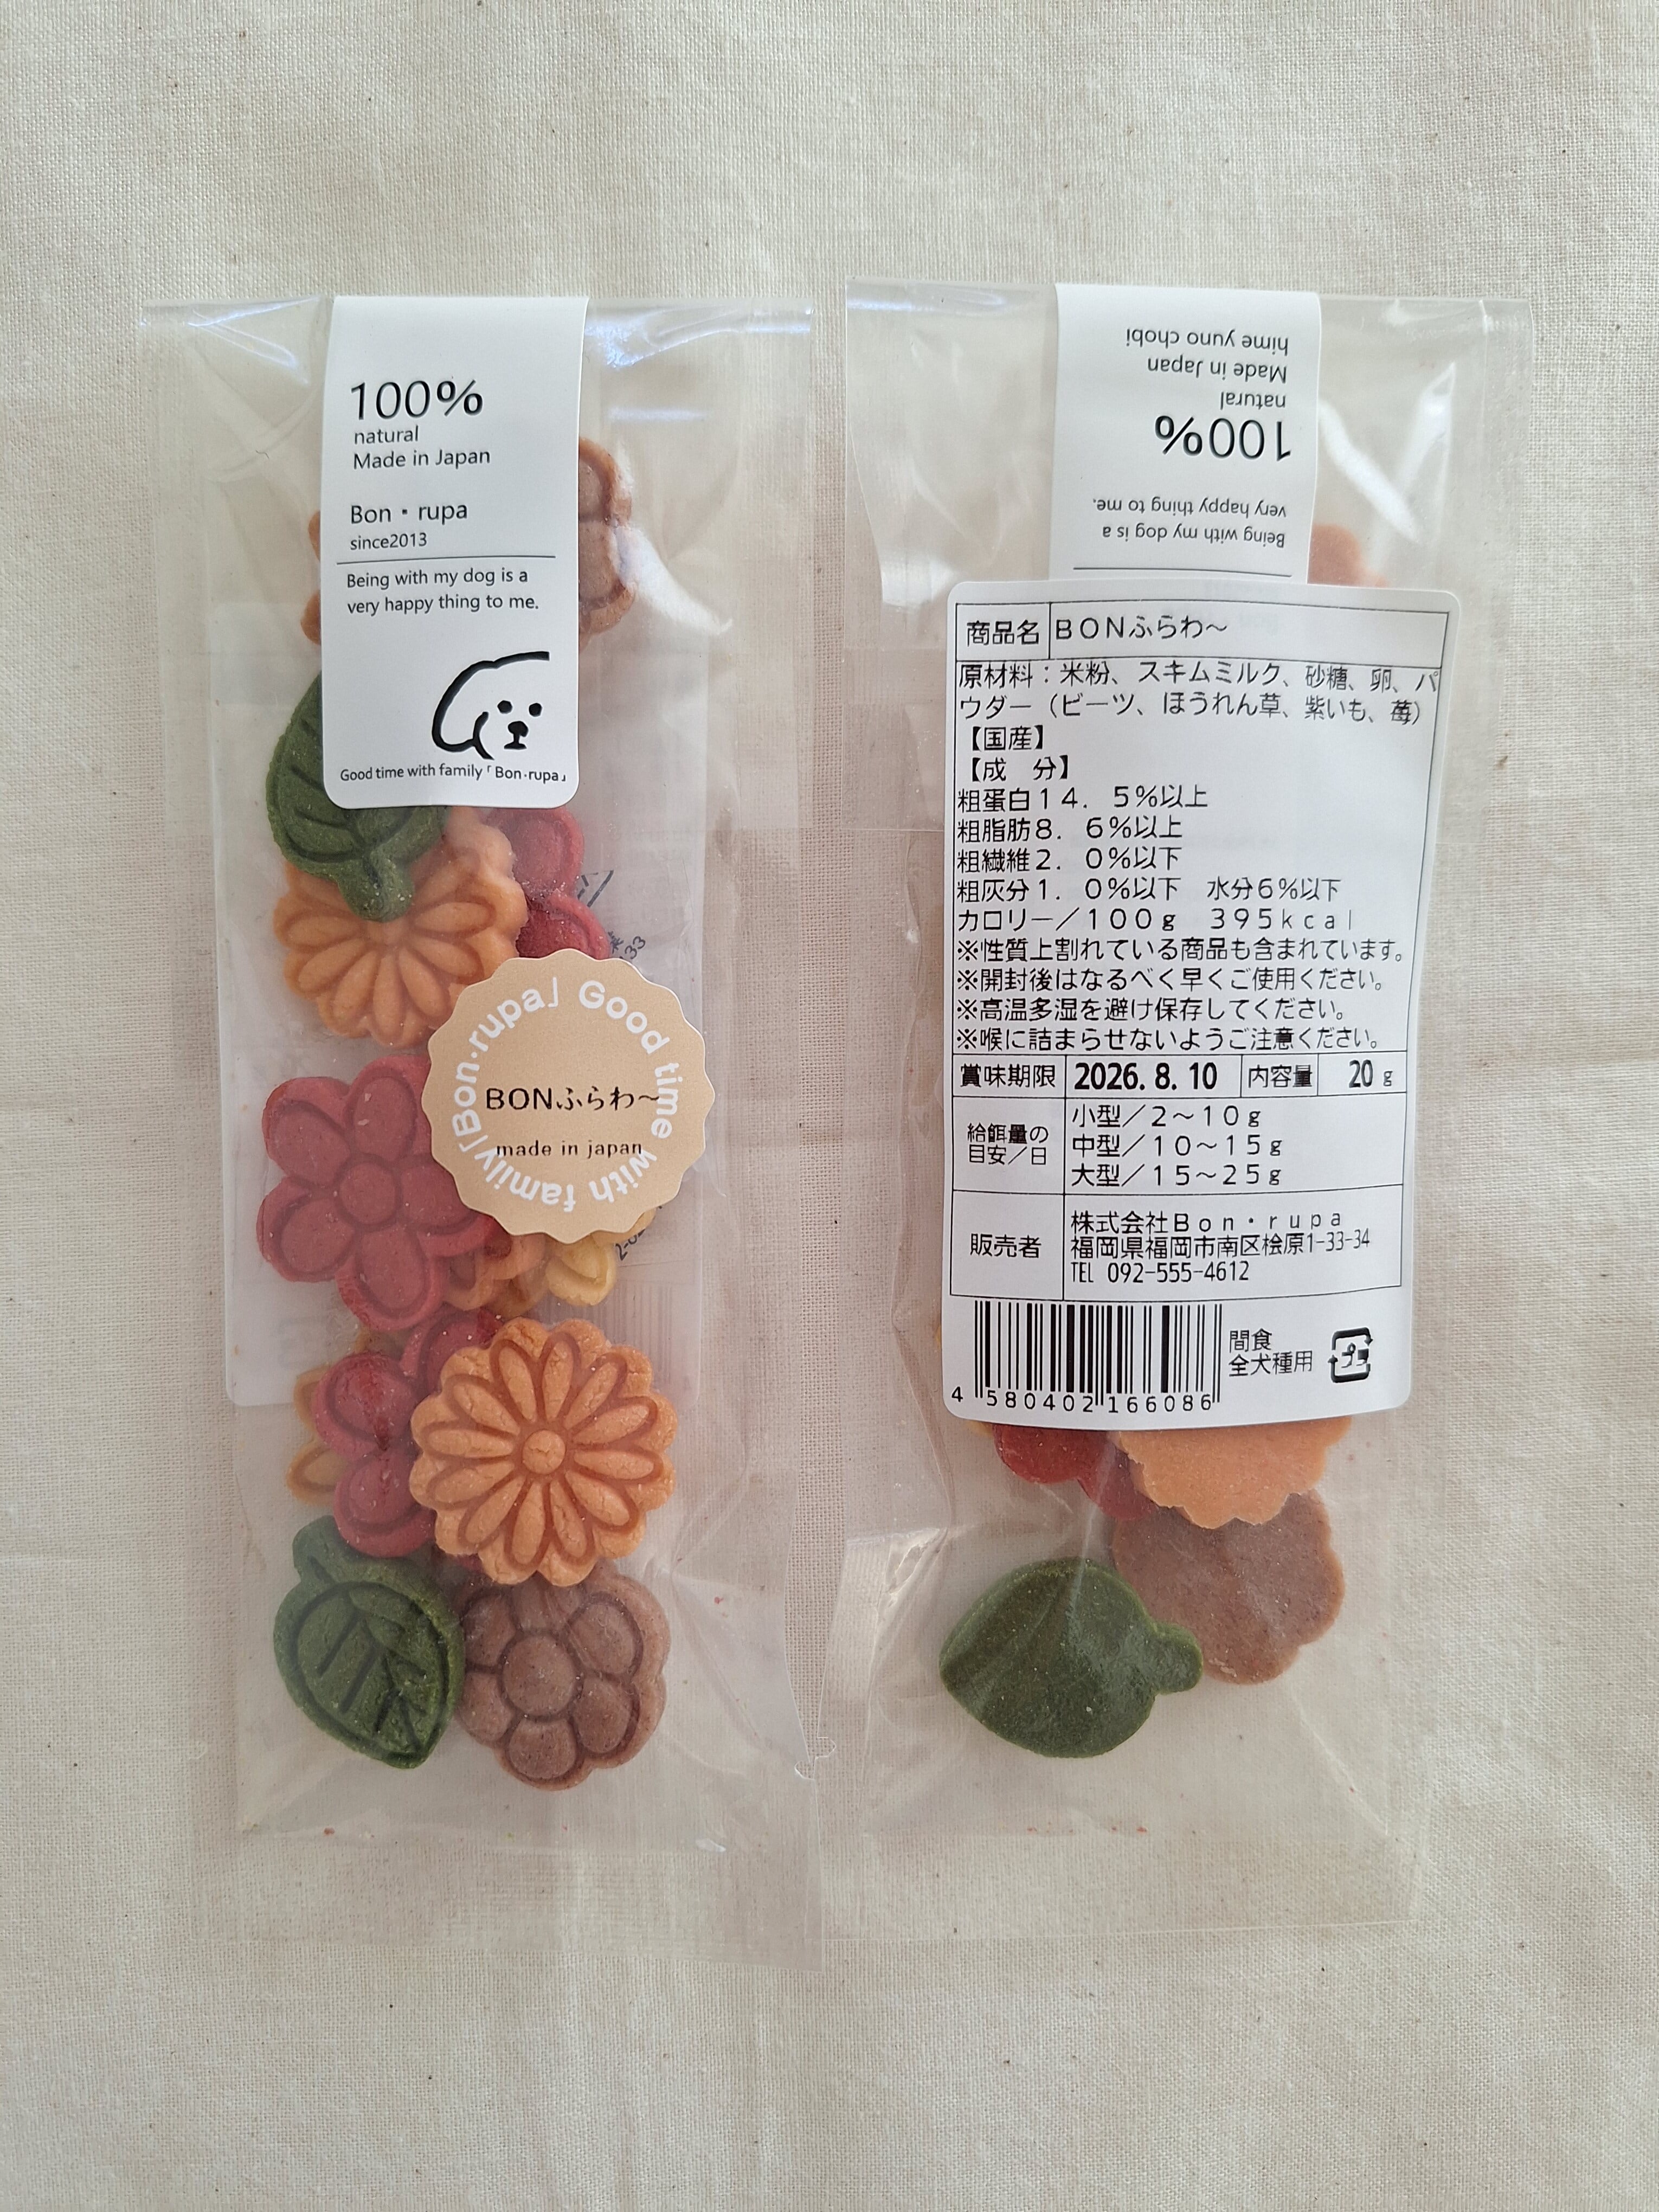 100%
natural
Made in Japan
Bon・rupa
since2013
Being with my dog is a
very happy thing to me.
Good time with family「Bon・rupa」
「Bon・rupa」 Good time with family
BONふらわ〜
made in japan
hime yuno chobi
Made in Japan
natural
100%
very happy thing to me.
Being with my dog is a
商品名 BONふらわ〜
原材料：米粉、スキムミルク、砂糖、卵、パ
ウダー（ビーツ、ほうれん草、紫いも、苺）
【国産】
【成　分】
粗蛋白１４．５％以上
粗脂肪８．６％以上
粗繊維２．０％以下
粗灰分１．０％以下　水分６％以下
カロリー／１００ｇ　３９５ｋｃａｌ
※性質上割れている商品も含まれています。
※開封後はなるべく早くご使用ください。
※高温多湿を避け保存してください。
※喉に詰まらせないようご注意ください。
賞味期限 2026. 8. 10 内容量 20 g
給餌量の
目安／日
小型／２〜１０ｇ
中型／１０〜１５ｇ
大型／１５〜２５ｇ
販売者
株式会社Ｂｏｎ・ｒｕｐａ
福岡県福岡市南区桧原1-33-34
TEL 092-555-4612
間食
全犬種用
プラ
4 580402 166086